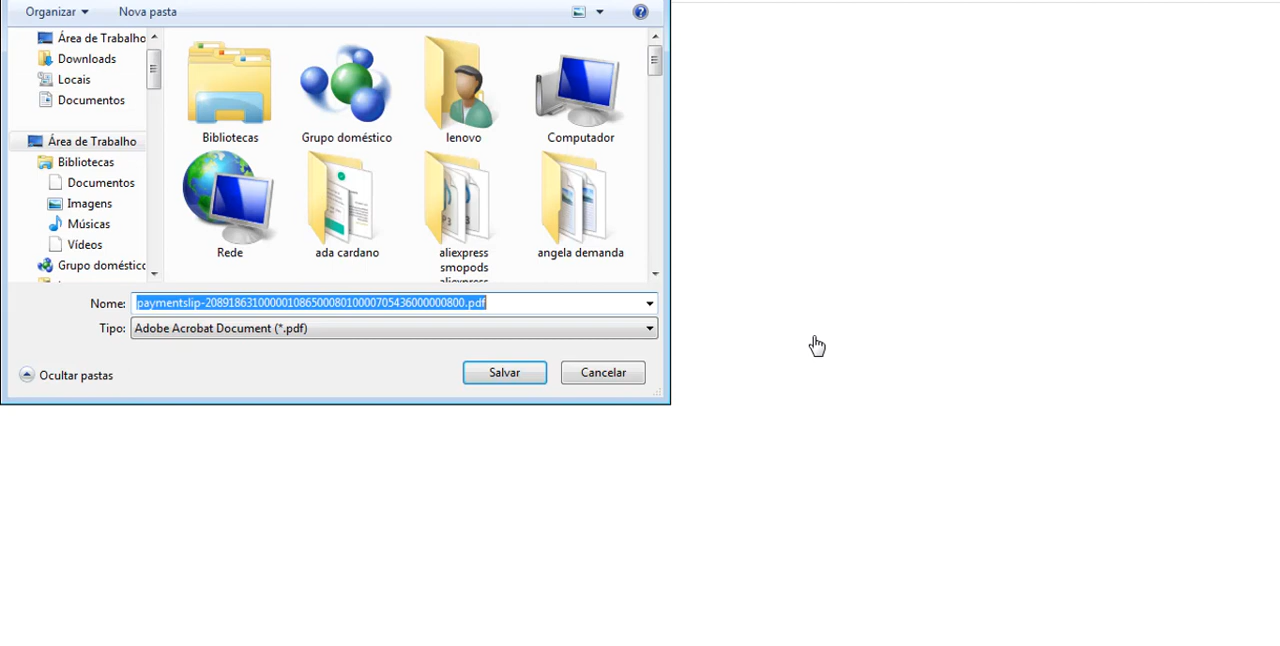 Organizar
Nova pasta
Área de Trabalho
Downloads
Locais
Documentos
Área de Trabalho
Bibliotecas
Documentos
Imagens
Músicas
Vídeos
Grupo doméstico
Bibliotecas
Grupo doméstico
lenovo
Computador
Rede
ada cardano
aliexpress
smopods
aliexpress
angela demanda
Nome: paymentslip-20891863100000108650008010000705436000000800.pdf
Tipo: Adobe Acrobat Document (*.pdf)
Ocultar pastas
Salvar
Cancelar